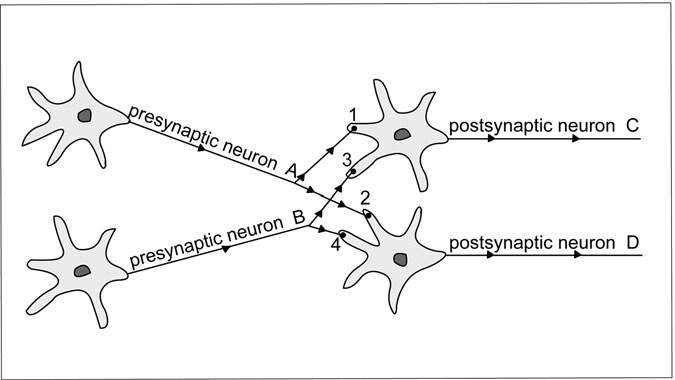 presynaptic neuron A
1
3
postsynaptic neuron C
2
presynaptic neuron B
4
postsynaptic neuron D